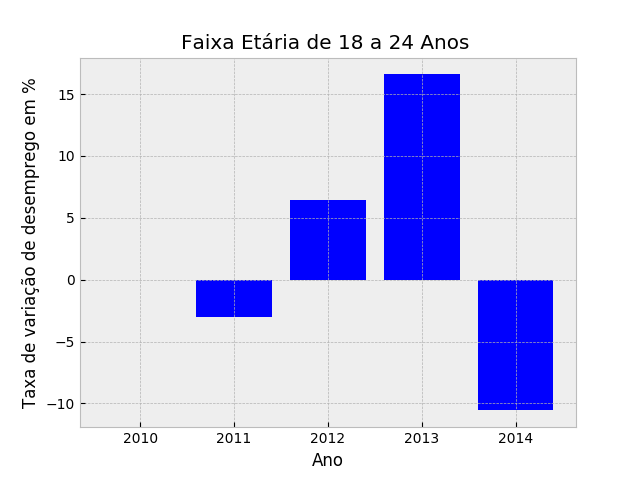 Faixa Etária de 18 a 24 Anos
Taxa de variação de desemprego em %
15
10
5
0
−5
−10
2010 2011 2012 2013 2014
Ano